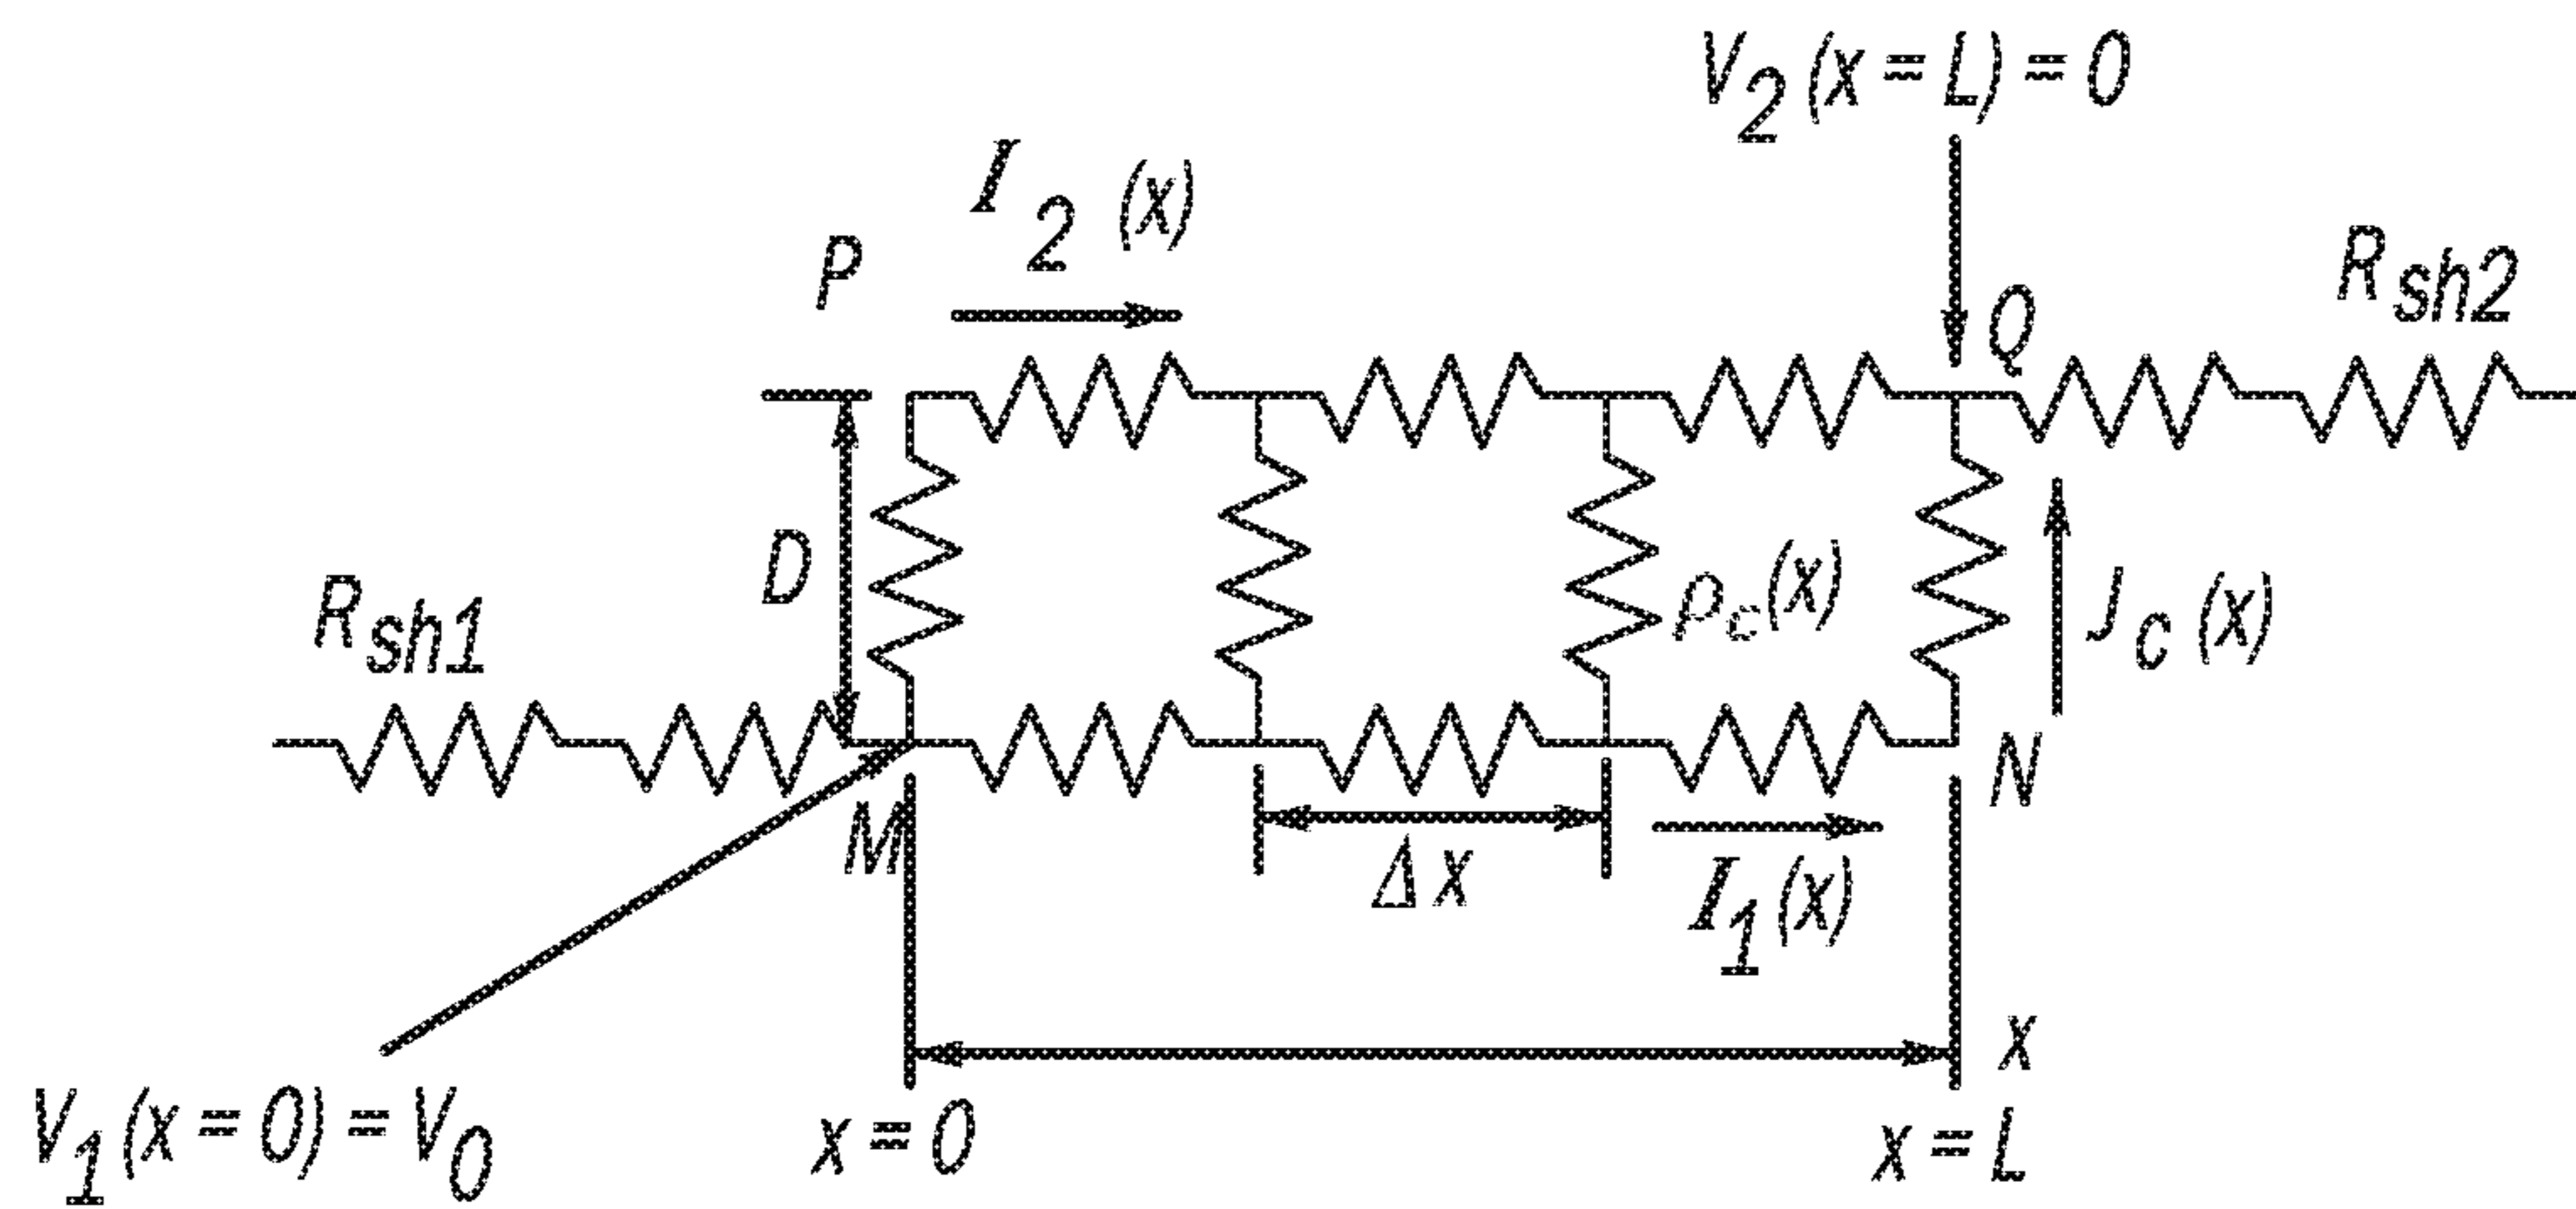 V2 (x = L) = 0
I2 (x)
P
Q
Rsh2
D
Rsh1
ρc(x)
Jc (x)
M
N
Δx
I1 (x)
x
V1 (x = 0) = V0
x = 0
x = L